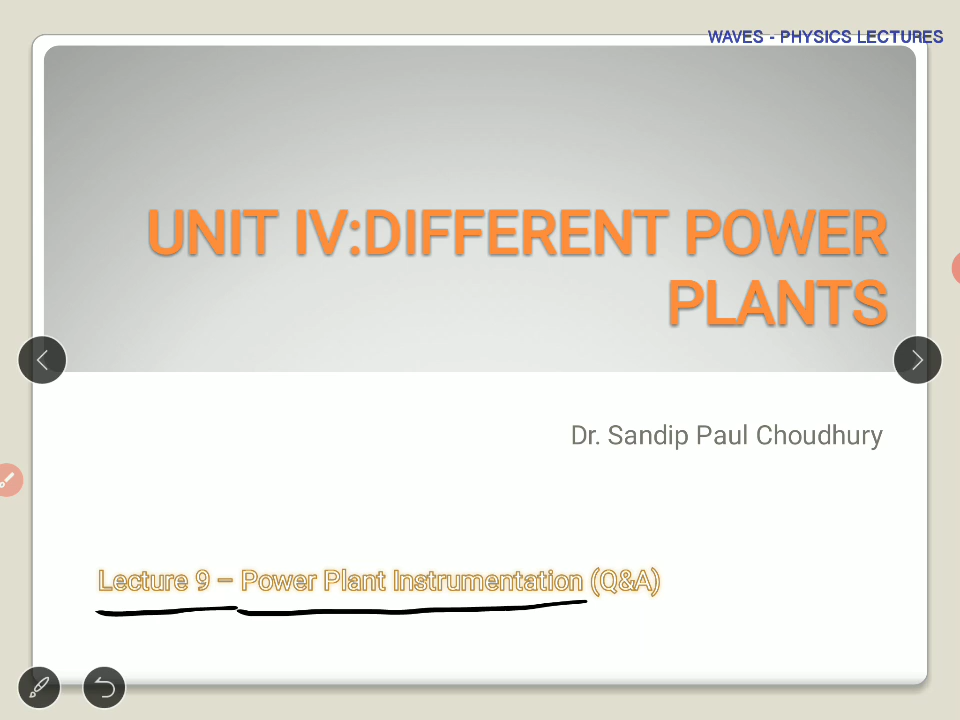 WAVES - PHYSICS LECTURES
UNIT IV:DIFFERENT POWER
PLANTS
Dr. Sandip Paul Choudhury
Lecture 9 – Power Plant Instrumentation (Q&A)